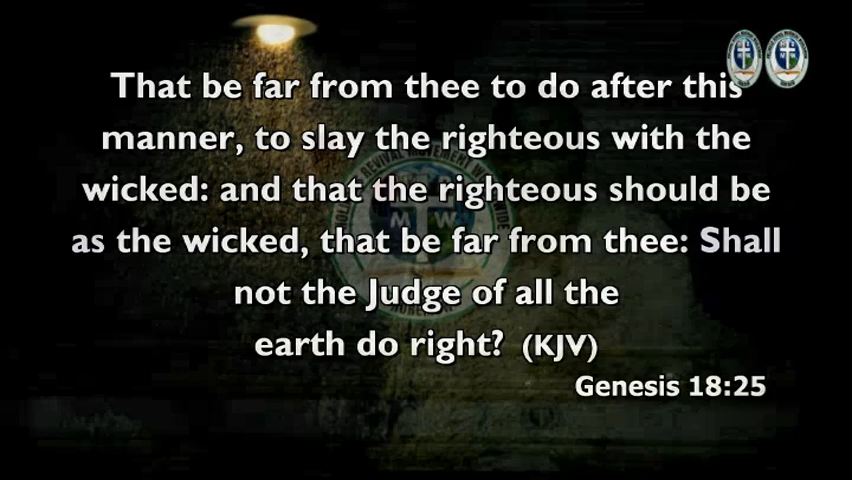 That be far from thee to do after this
manner, to slay the righteous with the
wicked: and that the righteous should be
as the wicked, that be far from thee: Shall
not the Judge of all the
earth do right? (KJV)
Genesis 18:25
REVIVAL MOVEMENT
M W